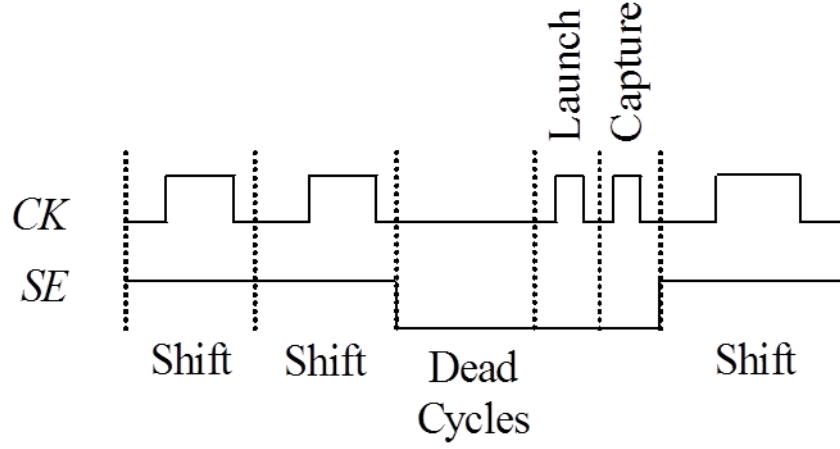 Launch
Capture
CK
SE
Shift
Shift
Dead
Cycles
Shift